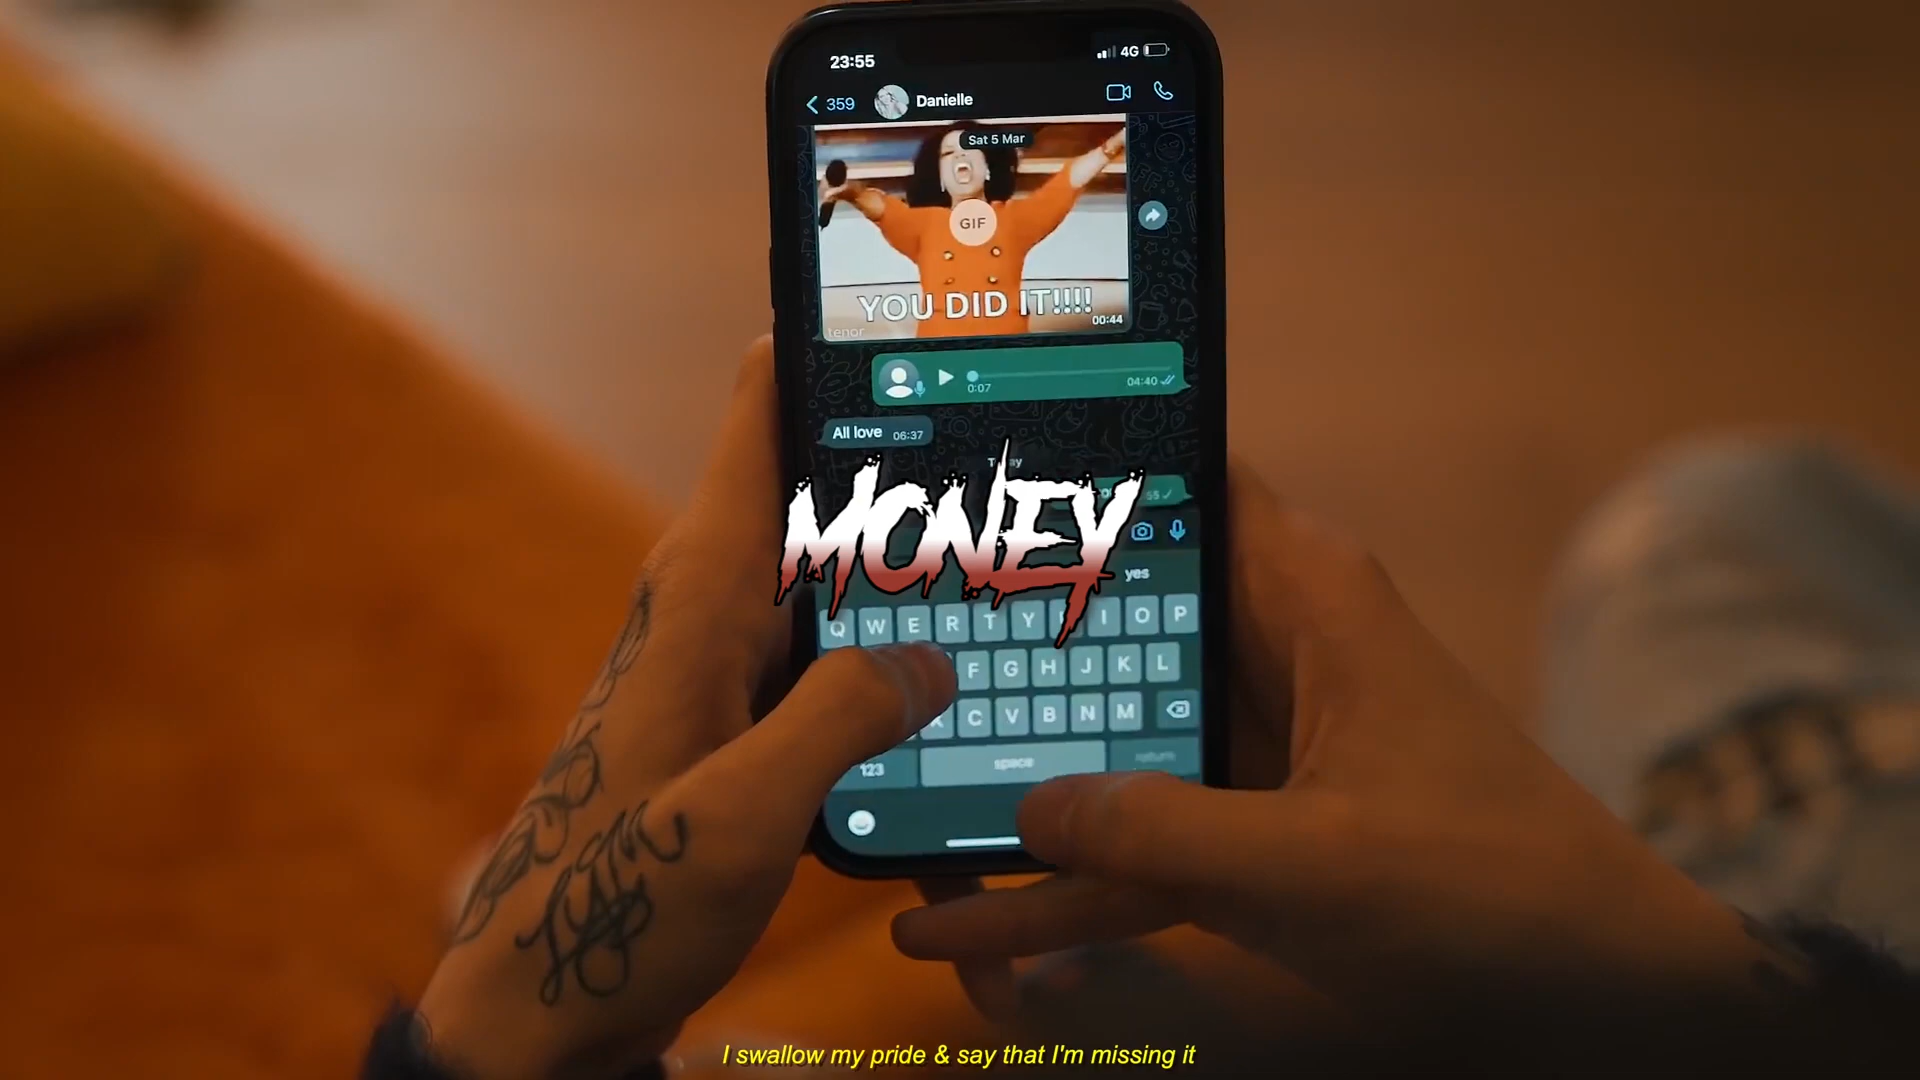 23:55
4G
359
Danielle
Sat 5 Mar
GIF
YOU DID IT!!!!
tenor
00:44
0:07
04:40
All love 06:37
MONEY
yes
Q W E R T Y I O P
F G H J K L
C V B N M
123 space return
I swallow my pride & say that I'm missing it